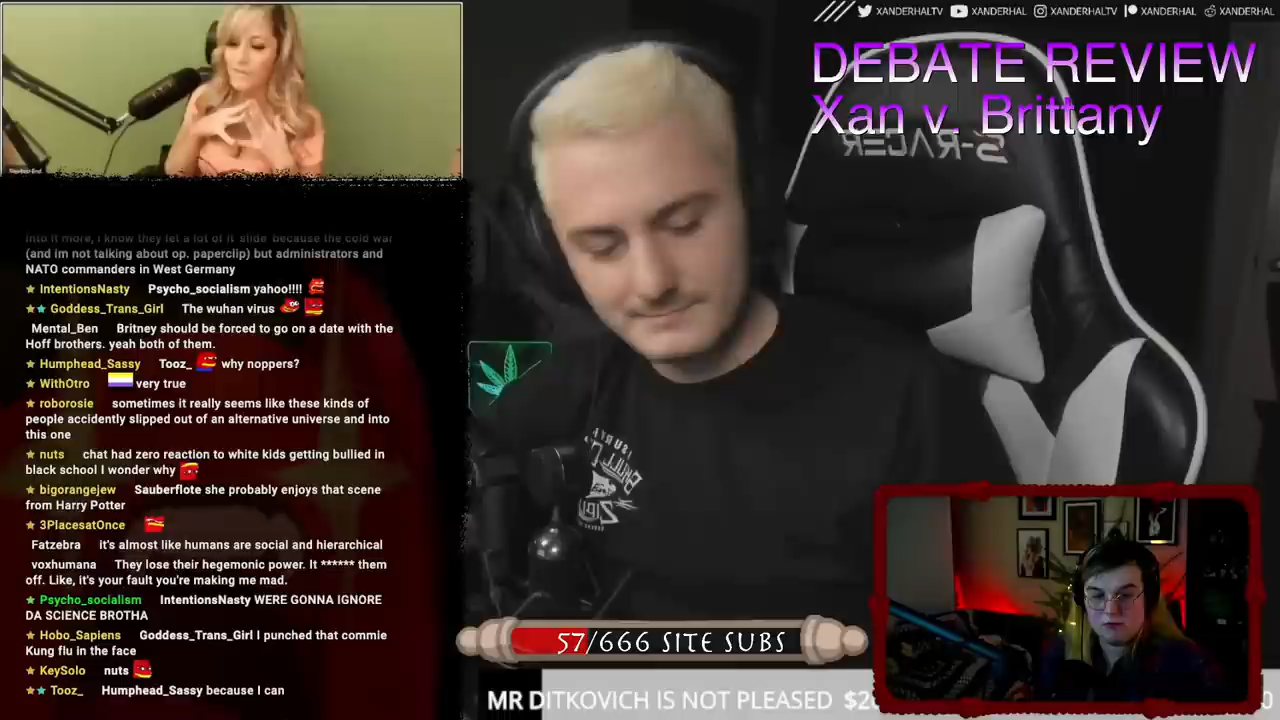 XANDERHALTV XANDERHAL XANDERHALTV XANDERHAL XANDERHAL
DEBATE REVIEW
Xan v. Brittany
S-RACER
into it more, i know they let a lot of it slide because the cold war
(and im not talking about op. paperclip) but administrators and
NATO commanders in West Germany
IntentionsNasty Psycho_socialism yahoo!!!!
Goddess_Trans_Girl The wuhan virus
Mental_Ben Britney should be forced to go on a date with the
Hoff brothers. yeah both of them.
Humphead_Sassy Tooz_ why noppers?
WithOtro very true
roborosie sometimes it really seems like these kinds of
people accidently slipped out of an alternative universe and into
this one
nuts chat had zero reaction to white kids getting bullied in
black school I wonder why
bigorangejew Sauberflote she probably enjoys that scene
from Harry Potter
3PlacesatOnce
Fatzebra it's almost like humans are social and hierarchical
voxhumana They lose their hegemonic power. It ****** them
off. Like, it's your fault you're making me mad.
Psycho_socialism IntentionsNasty WERE GONNA IGNORE
DA SCIENCE BROTHA
Hobo_Sapiens Goddess_Trans_Girl I punched that commie
Kung flu in the face
KeySolo nuts
Tooz_ Humphead_Sassy because I can
57/666 SITE SUBS
MR DITKOVICH IS NOT PLEASED